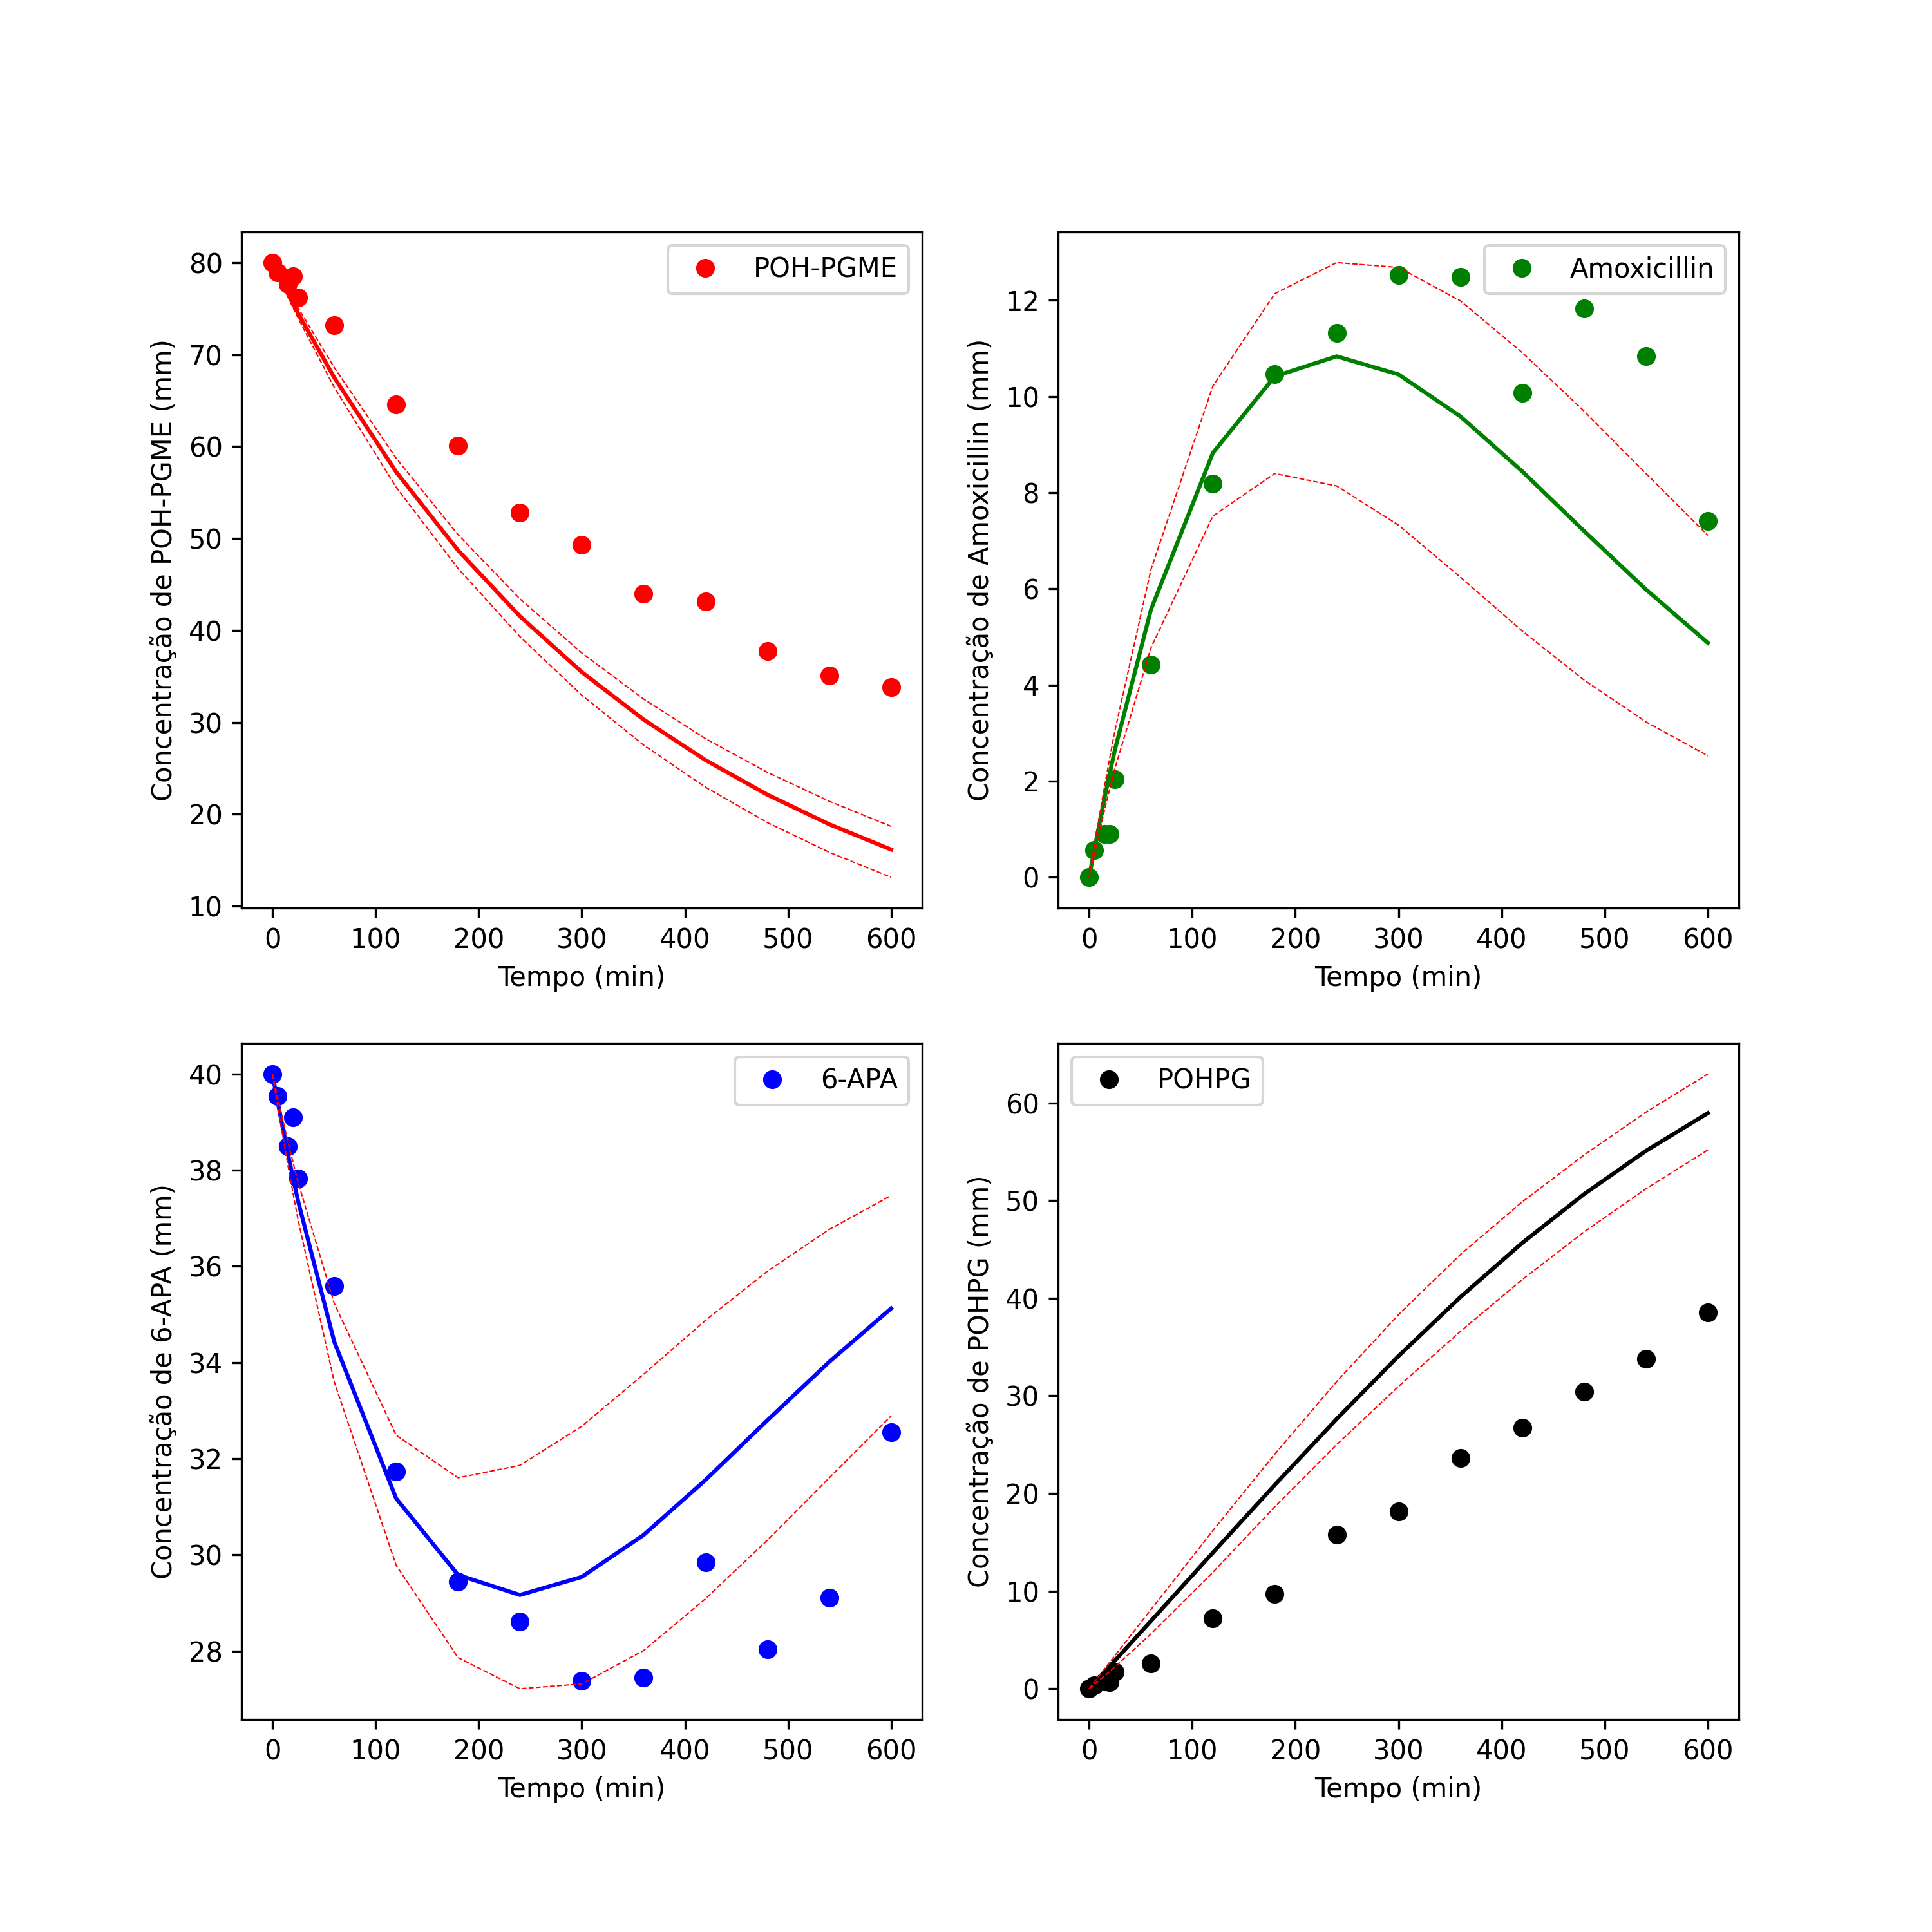 POH-PGME
80
70
60
50
40
30
20
10
Concentração de POH-PGME (mm)
0 100 200 300 400 500 600
Tempo (min)
Amoxicillin
12
10
8
6
4
2
0
Concentração de Amoxicillin (mm)
0 100 200 300 400 500 600
Tempo (min)
6-APA
40
38
36
34
32
30
28
Concentração de 6-APA (mm)
0 100 200 300 400 500 600
Tempo (min)
POHPG
60
50
40
30
20
10
0
Concentração de POHPG (mm)
0 100 200 300 400 500 600
Tempo (min)